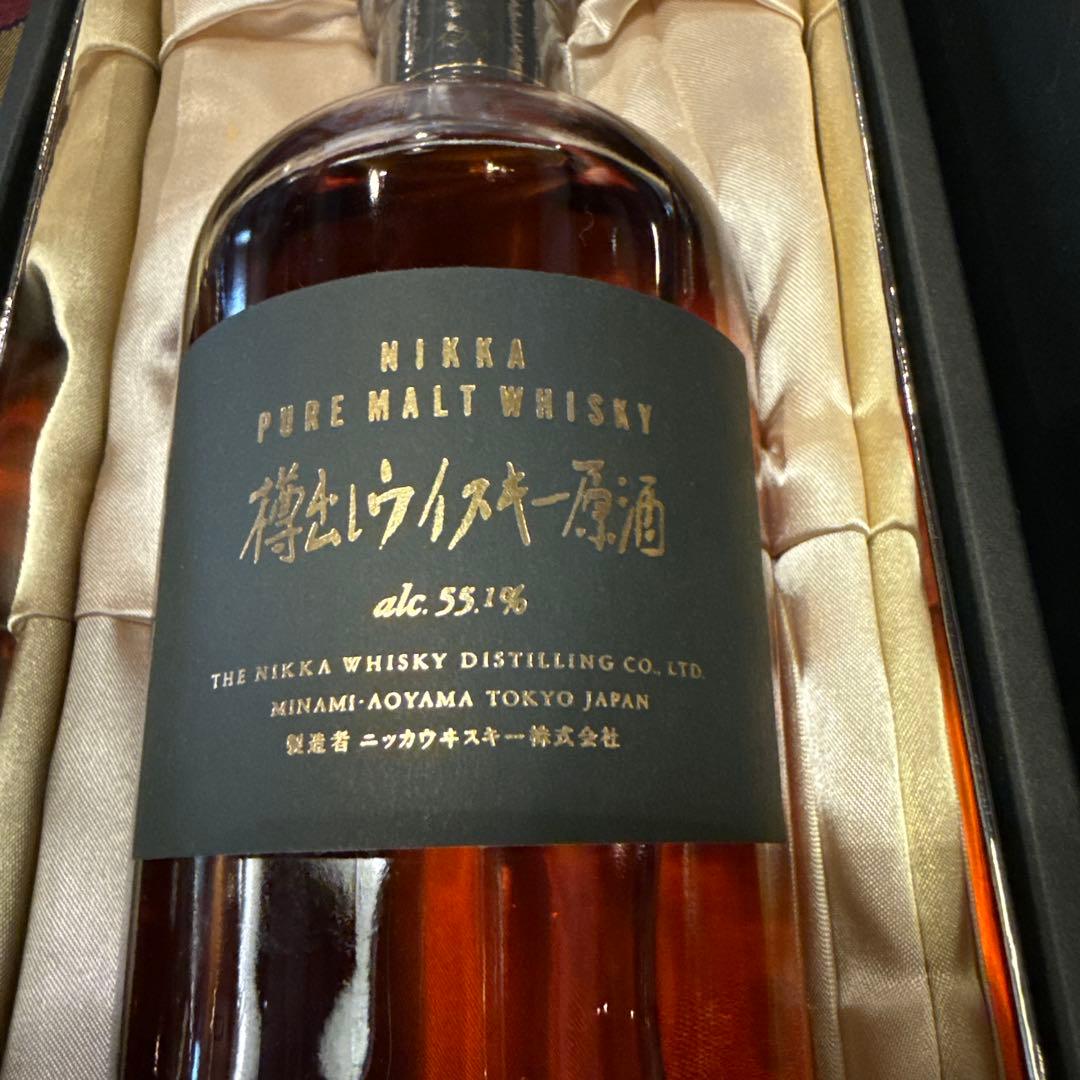 NIKKA
PURE MALT WHISKY
樽出しウイスキー原酒
alc. 55.1%
THE NIKKA WHISKY DISTILLING CO., LTD.
MINAMI-AOYAMA TOKYO JAPAN
製造者 ニッカウヰスキー株式会社